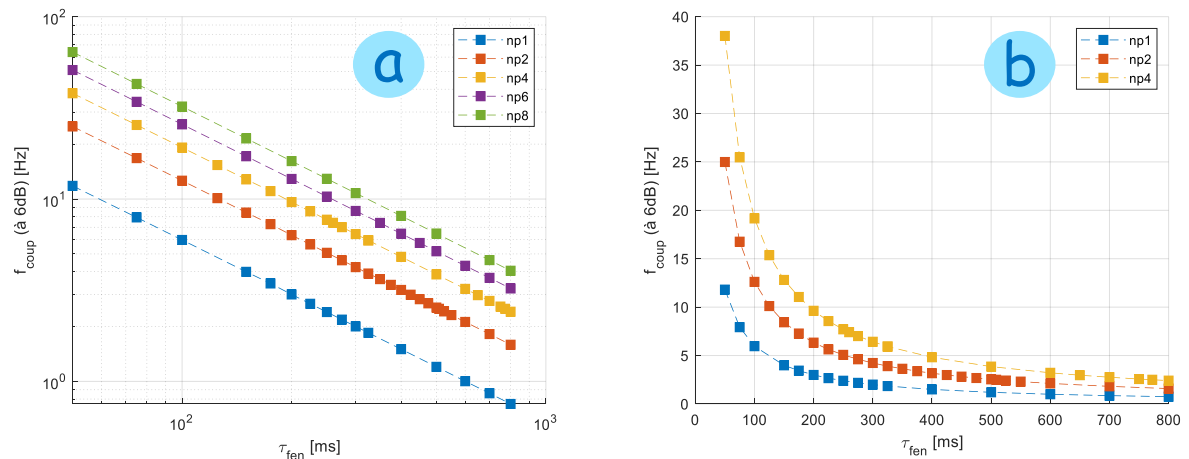 10^2
10^1
10^0
f_coup (à 6dB) [Hz]
10^2
10^3
τ_fen [ms]
a
np1
np2
np4
np6
np8
40
35
30
25
20
15
10
5
0
f_coup (à 6dB) [Hz]
0 100 200 300 400 500 600 700 800
τ_fen [ms]
b
np1
np2
np4